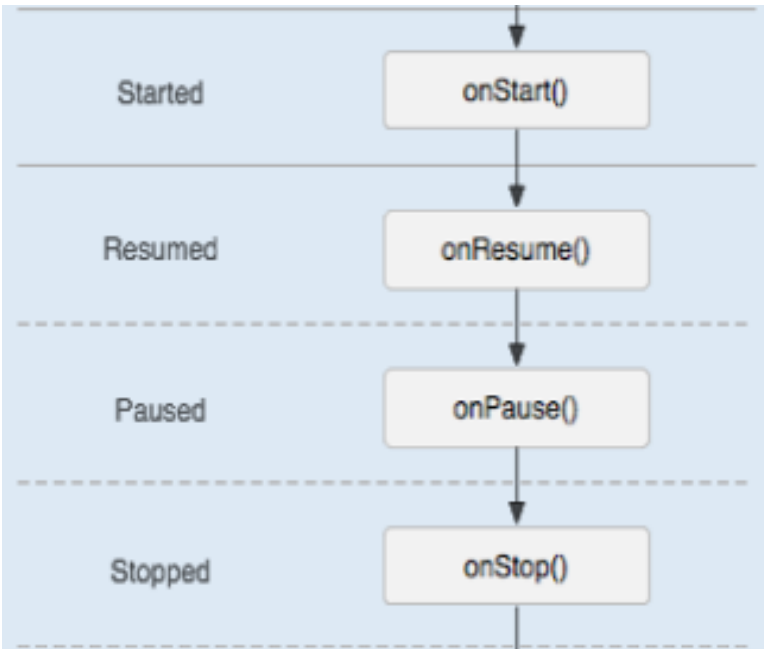 Started
onStart()
Resumed
onResume()
Paused
onPause()
Stopped
onStop()